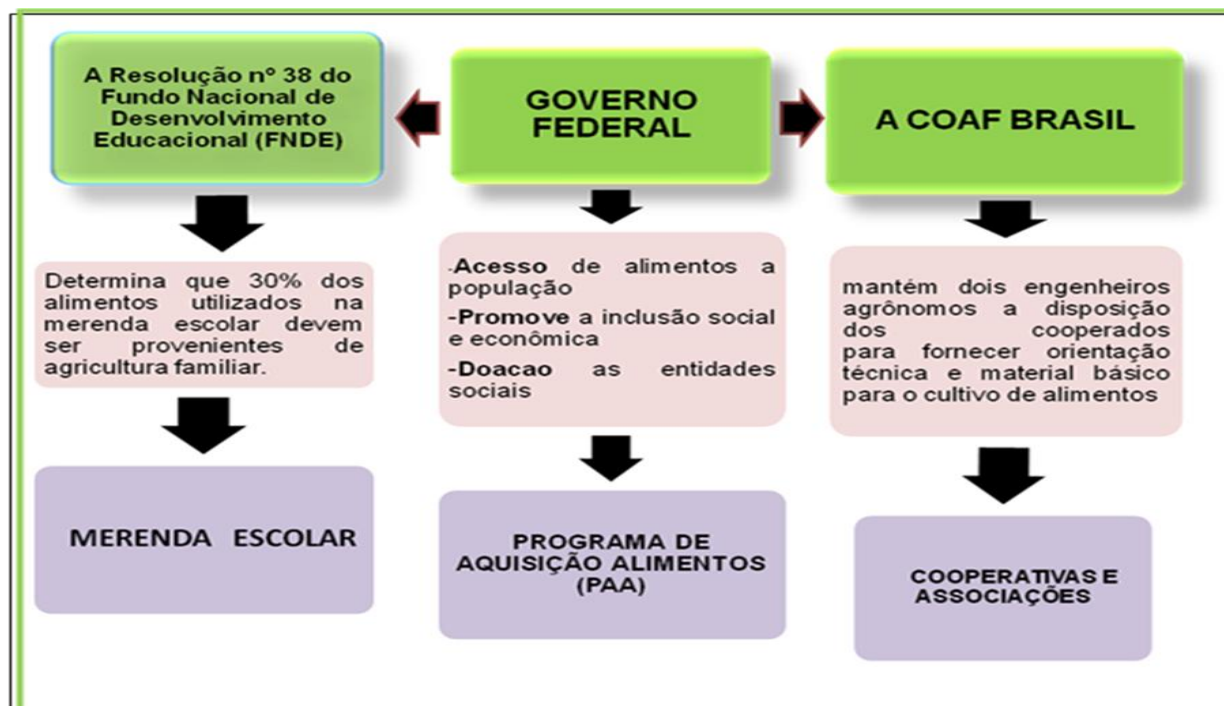 A Resolução nº 38 do
Fundo Nacional de
Desenvolvimento
Educacional (FNDE)
GOVERNO
FEDERAL
A COAF BRASIL
Determina que 30% dos
alimentos utilizados na
merenda escolar devem
ser provenientes de
agricultura familiar.
-Acesso de alimentos a
população
-Promove a inclusão social
e econômica
-Doacao as entidades
sociais
mantém dois engenheiros
agrônomos a disposição
dos cooperados
para fornecer orientação
técnica e material básico
para o cultivo de alimentos
MERENDA ESCOLAR
PROGRAMA DE
AQUISIÇÃO ALIMENTOS
(PAA)
COOPERATIVAS E
ASSOCIAÇÕES